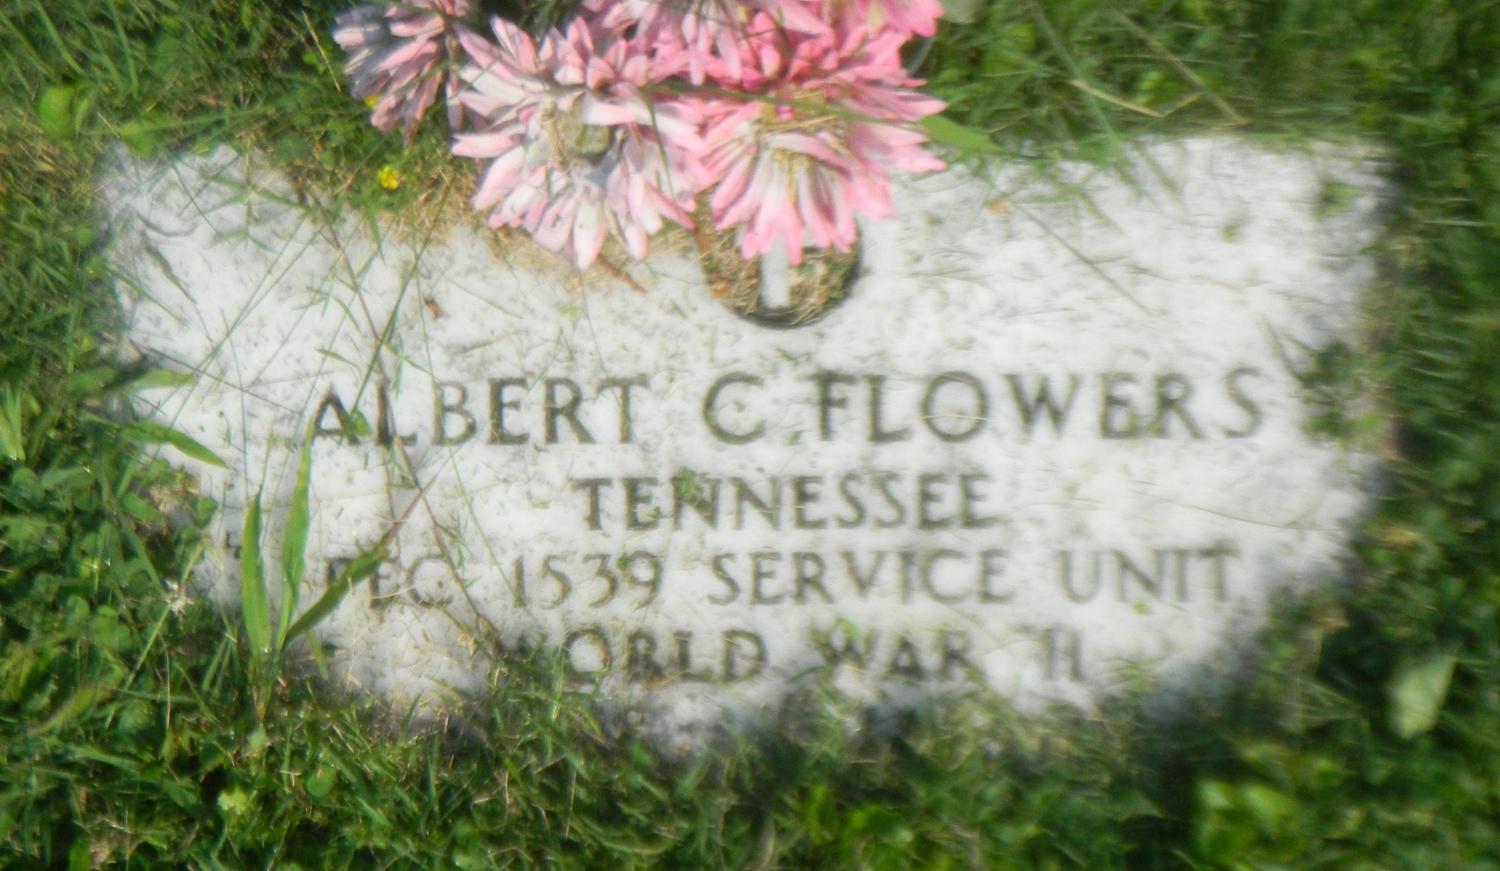 ALBERT C FLOWERS
TENNESSEE
PFC 1539 SERVICE UNIT
WORLD WAR II